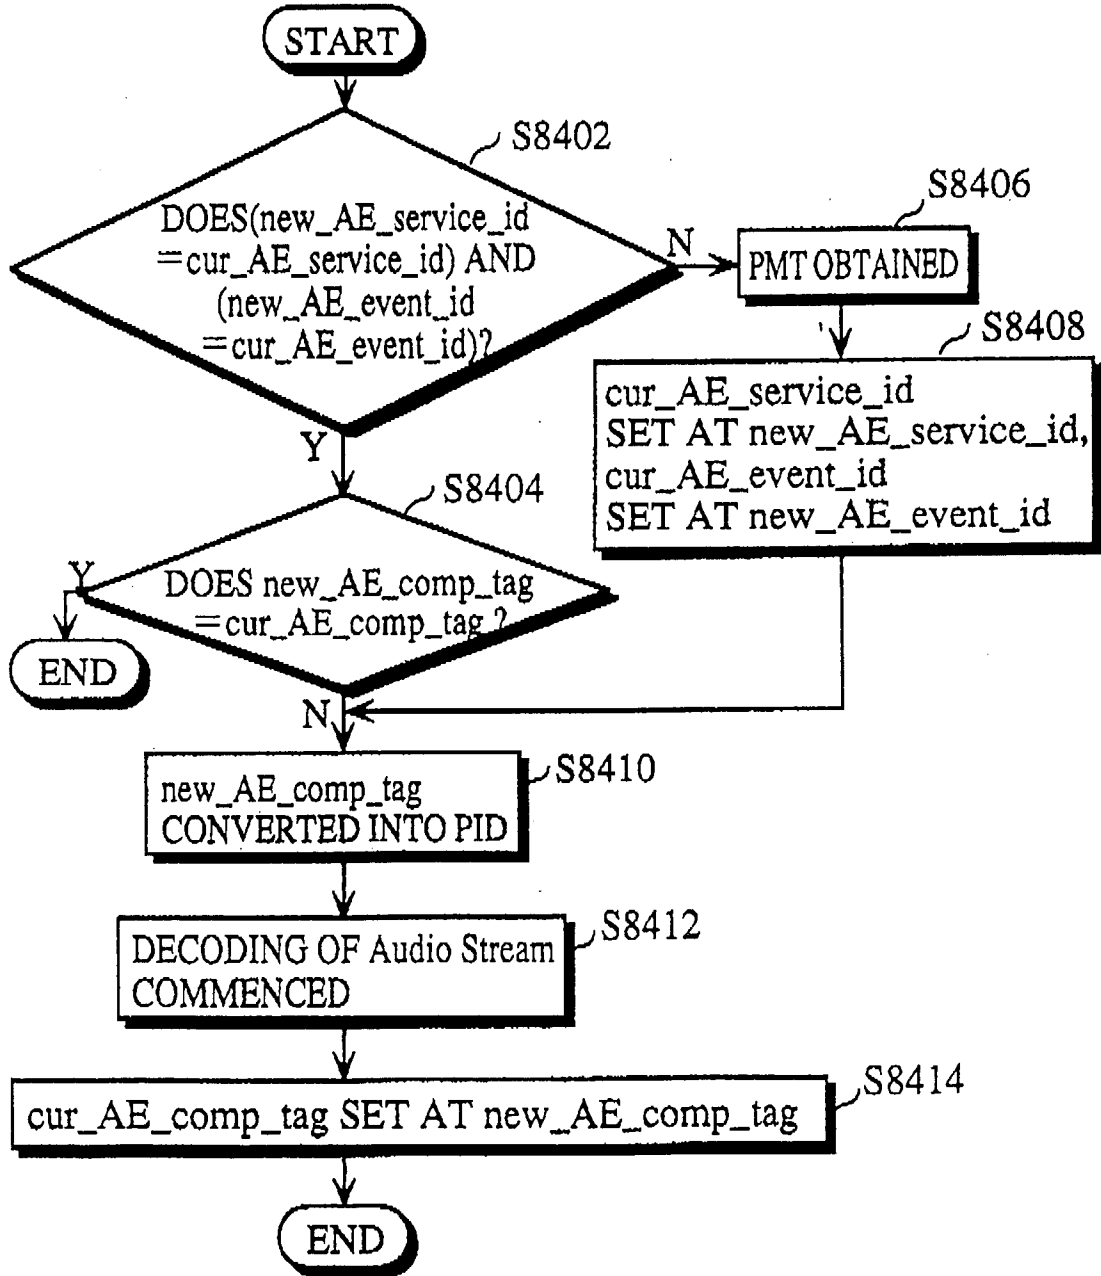 START
S8402
DOES(new_AE_service_id
=cur_AE_service_id) AND
(new_AE_event_id
=cur_AE_event_id)?
N
S8406
PMT OBTAINED
S8408
cur_AE_service_id
SET AT new_AE_service_id,
cur_AE_event_id
SET AT new_AE_event_id
Y
S8404
DOES new_AE_comp_tag
=cur_AE_comp_tag ?
Y
END
N
S8410
new_AE_comp_tag
CONVERTED INTO PID
S8412
DECODING OF Audio Stream
COMMENCED
S8414
cur_AE_comp_tag SET AT new_AE_comp_tag
END